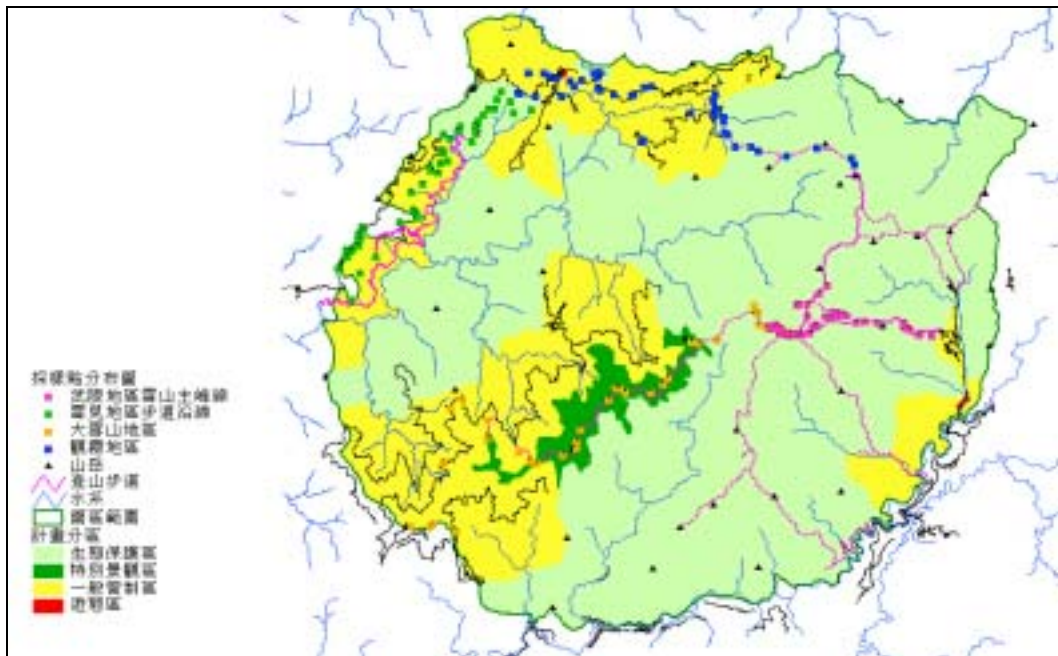 採樣點分布圖
武陵地區雪山主峰線
雪見地區步道沿線
大雪山地區
觀霧地區
山岳
登山步道
水系
園區範圍
計畫分區
生態保護區
特別景觀區
一般管制區
遊憩區